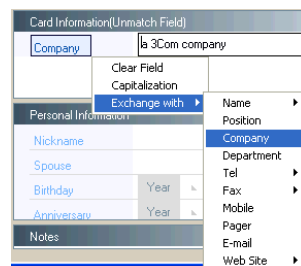 Card Information(Unmatch Field)
Company
la 3Com company
Clear Field
Capitalization
Exchange with
Name
Position
Company
Department
Tel
Fax
Mobile
Pager
E-mail
Web Site
Personal Information
Nickname
Spouse
Birthday Year
Anniversary Year
Notes